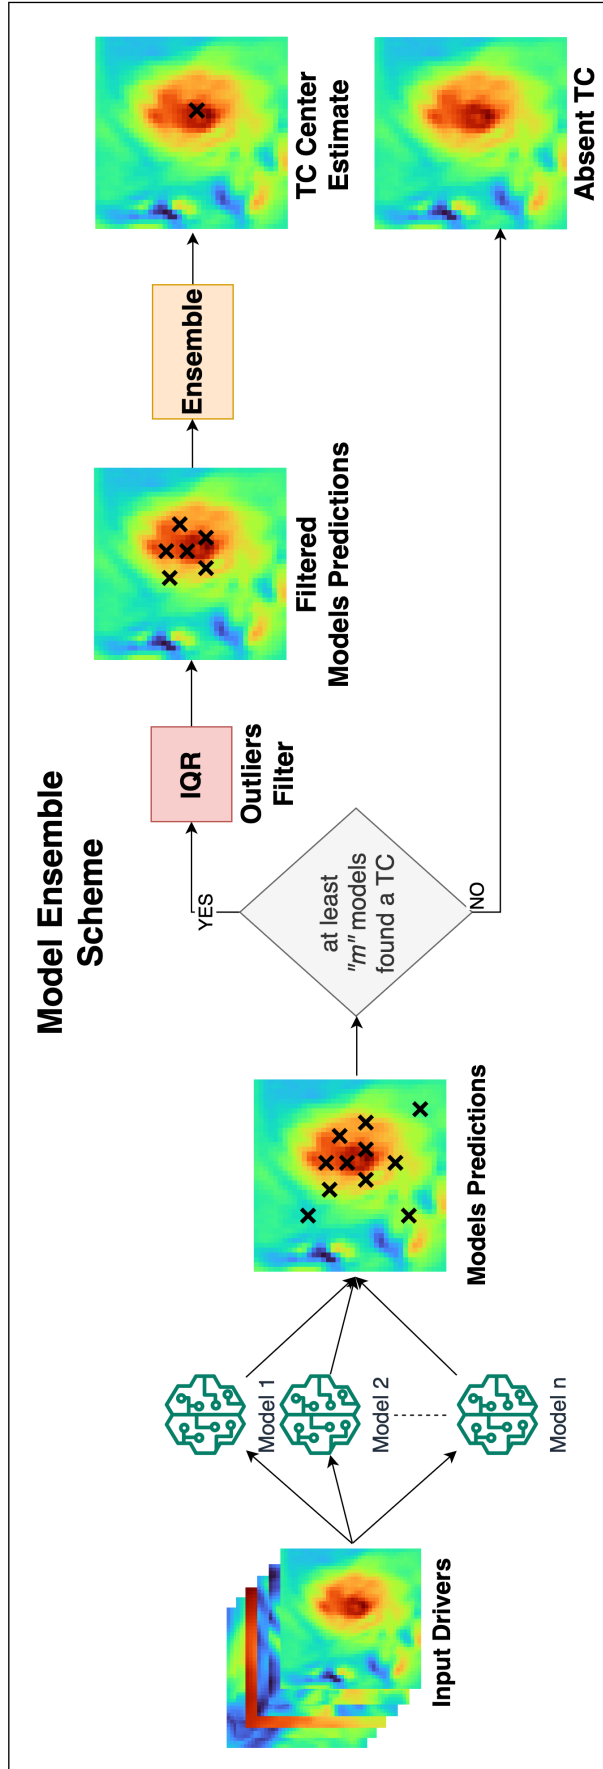 Model Ensemble
Scheme
Input Drivers
Model 1
Model 2
Model n
Models Predictions
at least
"m" models
found a TC
YES
NO
IQR
Outliers
Filter
Filtered
Models Predictions
Ensemble
TC Center
Estimate
Absent TC